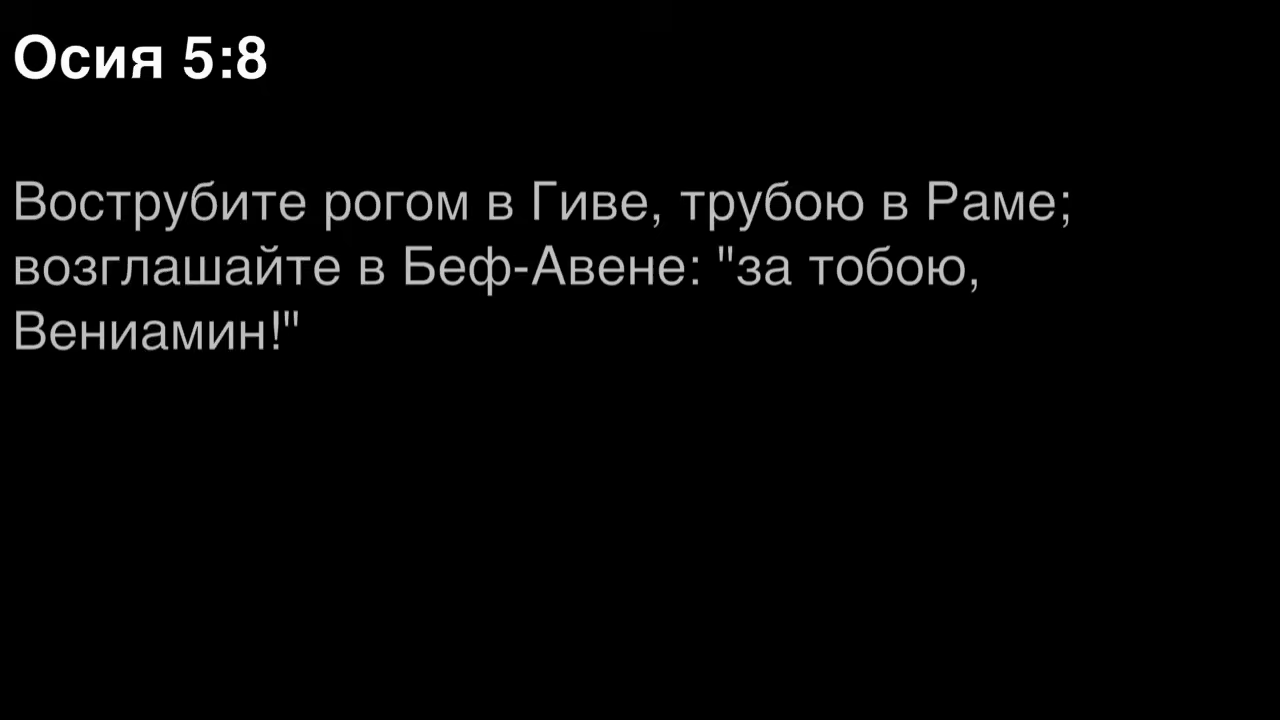 Осия 5:8
Вострубите рогом в Гиве, трубою в Раме;
возглашайте в Беф-Авене: "за тобою,
Вениамин!"